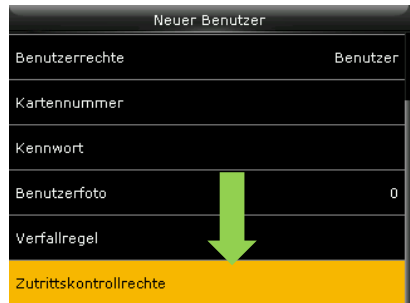 Neuer Benutzer
Benutzerrechte Benutzer
Kartennummer
Kennwort
Benutzerfoto 0
Verfallregel
Zutrittskontrollrechte